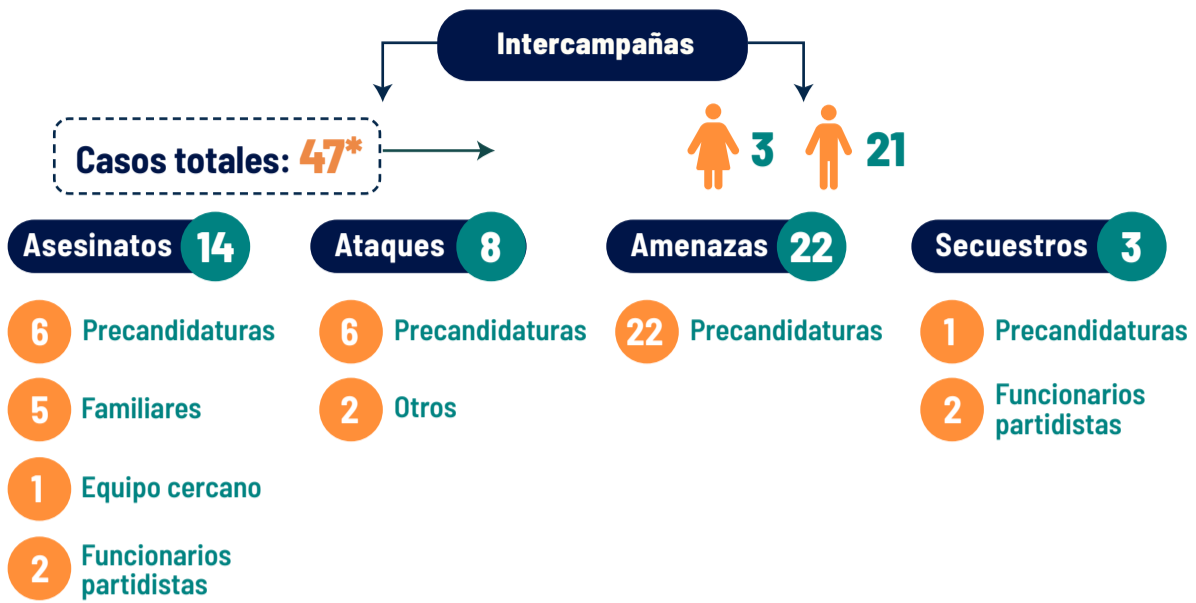 Intercampañas
Casos totales: 47*
3
21
Asesinatos 14
6 Precandidaturas
5 Familiares
1 Equipo cercano
2 Funcionarios
partidistas
Ataques 8
6 Precandidaturas
2 Otros
Amenazas 22
22 Precandidaturas
Secuestros 3
1 Precandidaturas
2 Funcionarios
partidistas